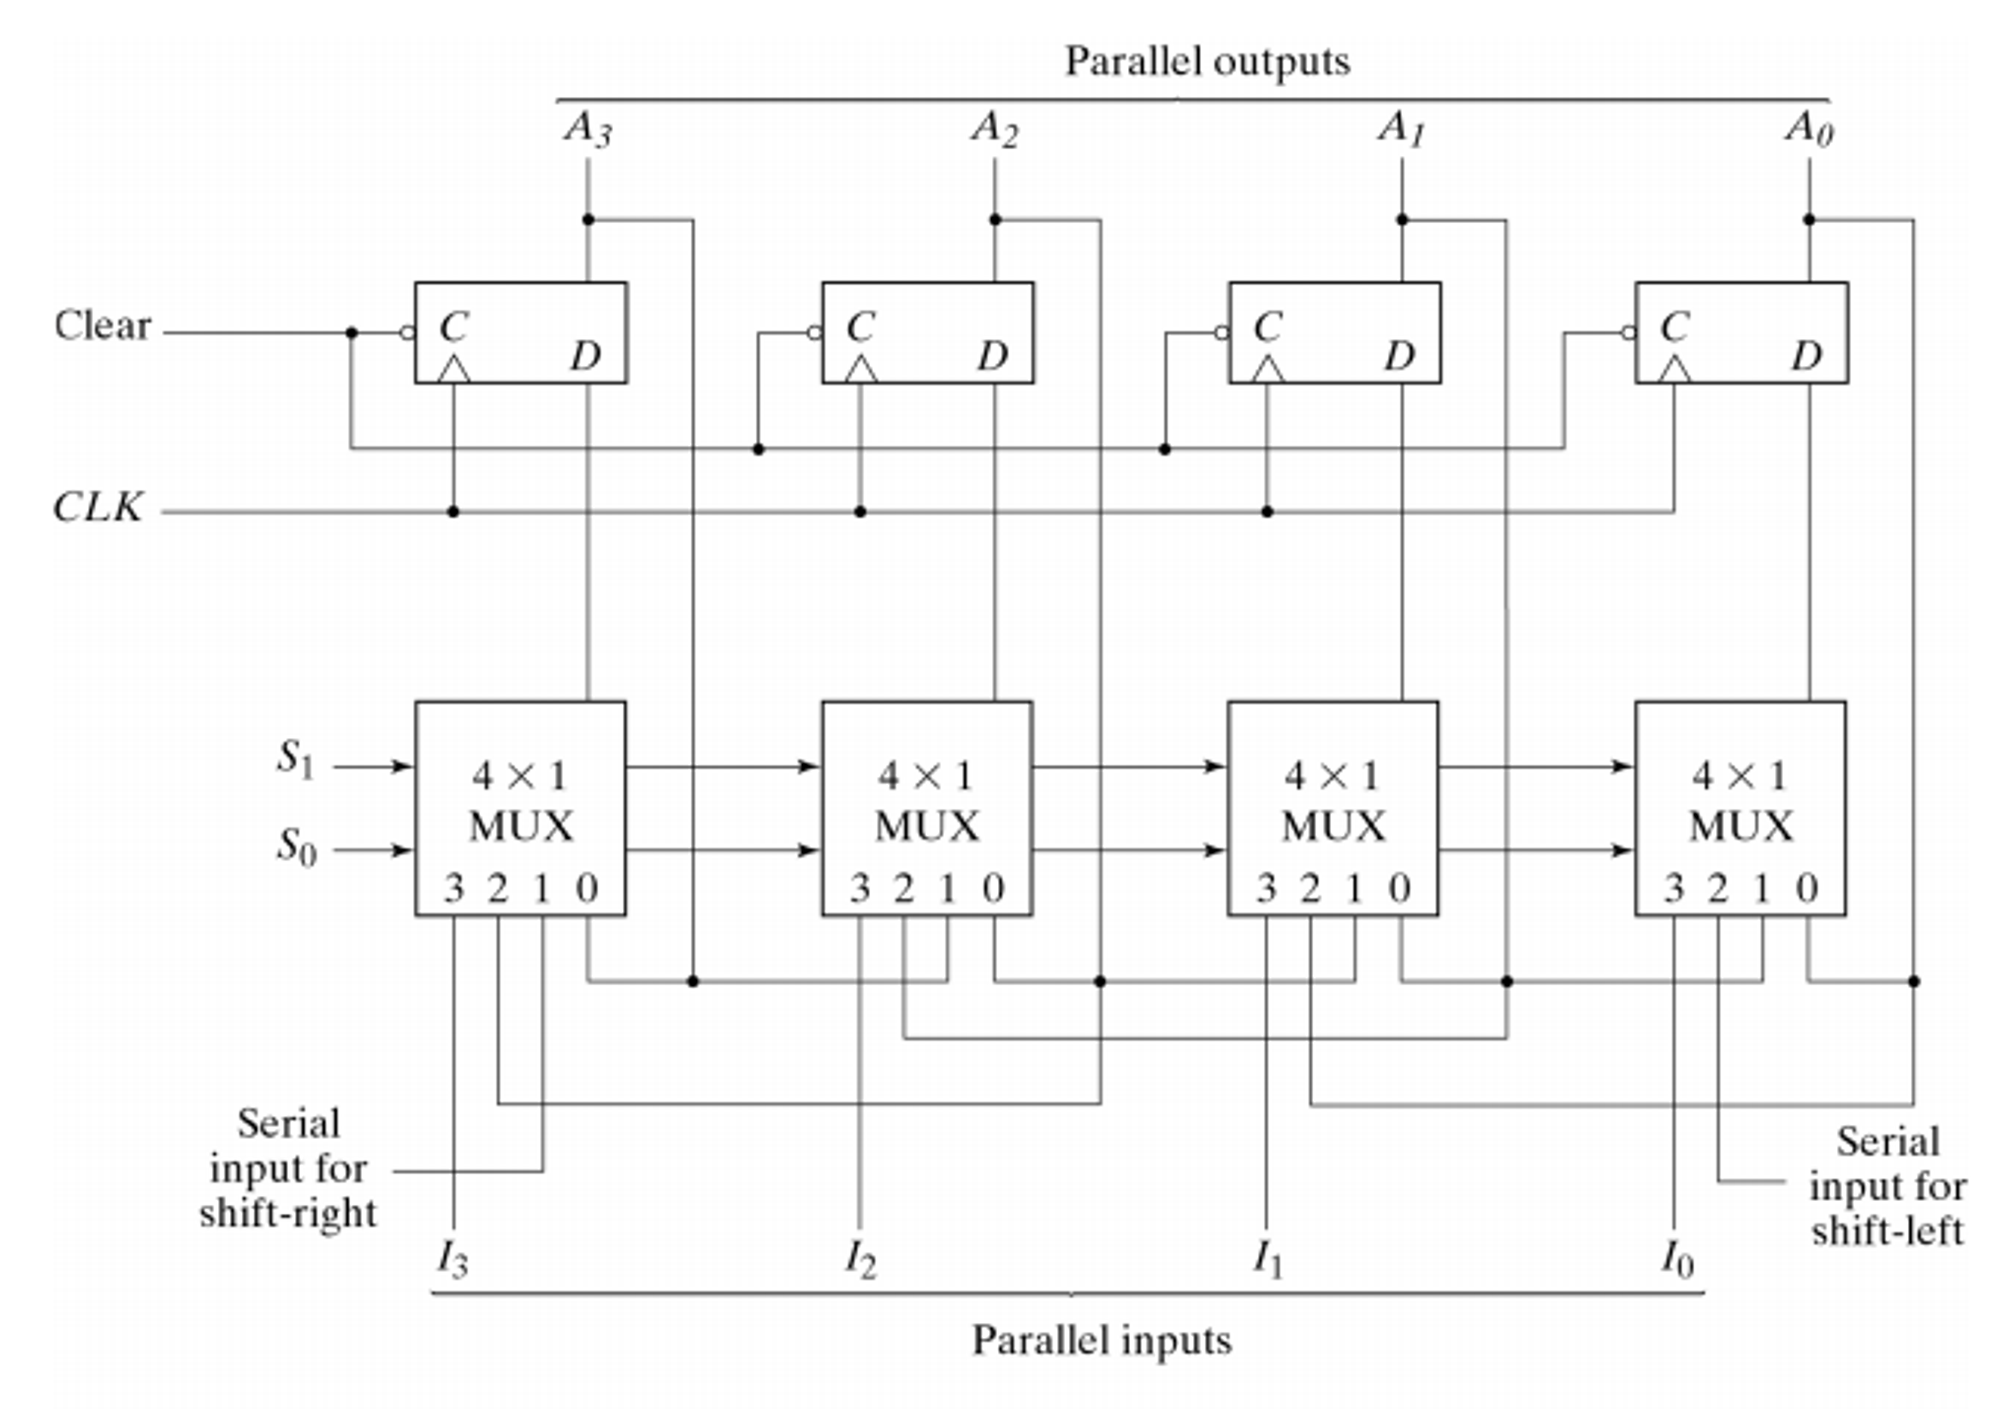 Parallel outputs
A3 A2 A1 A0
Clear C D C D C D C D
CLK
S1 4 × 1 4 × 1 4 × 1 4 × 1
MUX MUX MUX MUX
S0
3 2 1 0 3 2 1 0 3 2 1 0 3 2 1 0
Serial
input for
shift-right
Serial
input for
shift-left
I3 I2 I1 I0
Parallel inputs